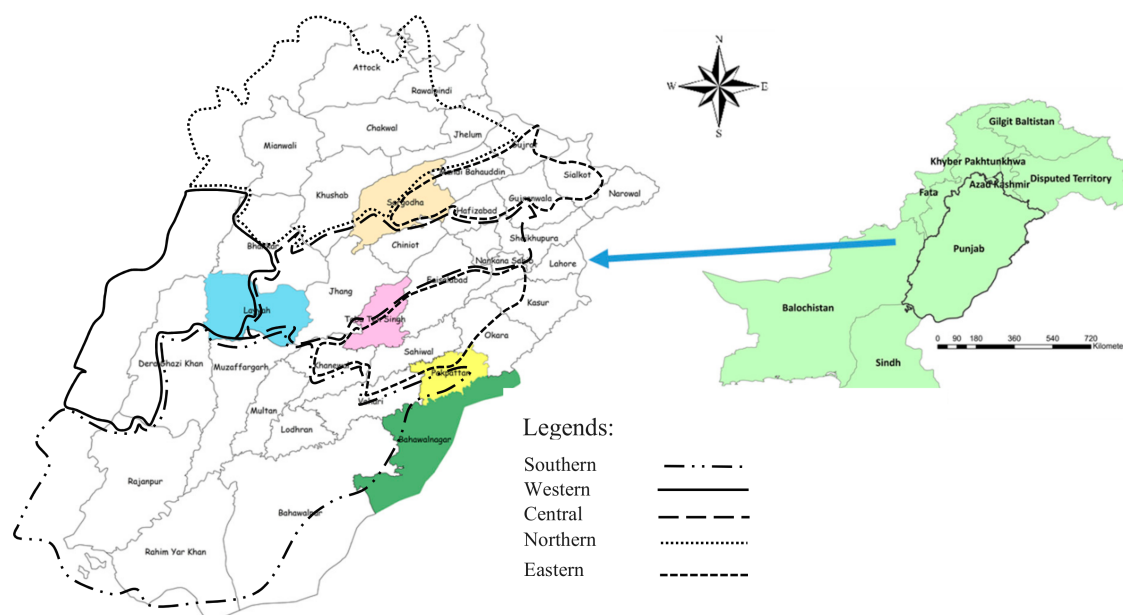 N
W
E
S
Attock
Rawalpindi
Chakwal
Jhelum
Mianwali
Gujrat
Mandi Bahauddin
Sialkot
Khushab
Narowal
Sargodha
Gujranwala
Hafizabad
Sheikhupura
Bhakkar
Chiniot
Nankana Sahib
Lahore
Faisalabad
Jhang
Layyah
Kasur
Toba Tek Singh
Okara
Sahiwal
Dera Ghazi Khan
Muzaffargarh
Khanewal
Pakpattan
Vehari
Multan
Lodhran
Bahawalnagar
Rajanpur
Bahawalpur
Rahim Yar Khan
Gilgit Baltistan
Khyber Pakhtunkhwa
Azad Kashmir
Disputed Territory
Fata
Punjab
Balochistan
Sindh
0 90 180 360 540 720
Kilomete
Legends:
Southern
Western
Central
Northern
Eastern